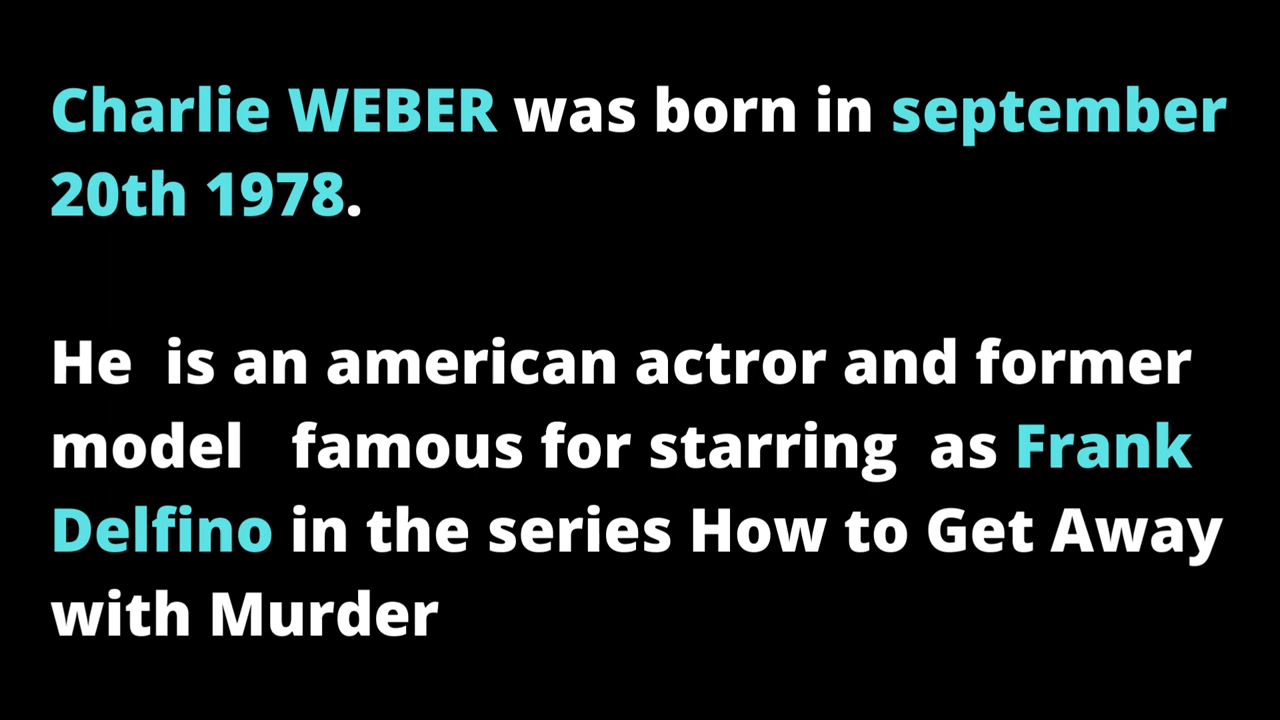 Charlie WEBER was born in september
20th 1978.
He  is an american actror and former
model   famous for starring  as Frank
Delfino in the series How to Get Away
with Murder